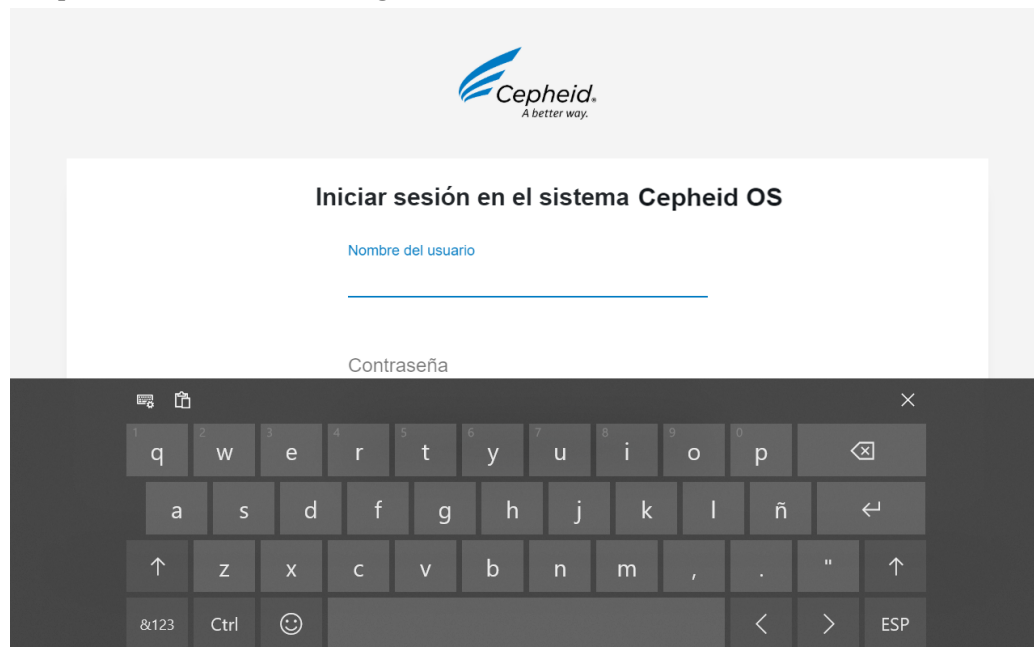 Cepheid®
A better way.
Iniciar sesión en el sistema Cepheid OS
Nombre del usuario
Contraseña
1 2 3 4 5 6 7 8 9 0
q w e r t y u i o p
a s d f g h j k l ñ
z x c v b n m , . "
&123 Ctrl ESP